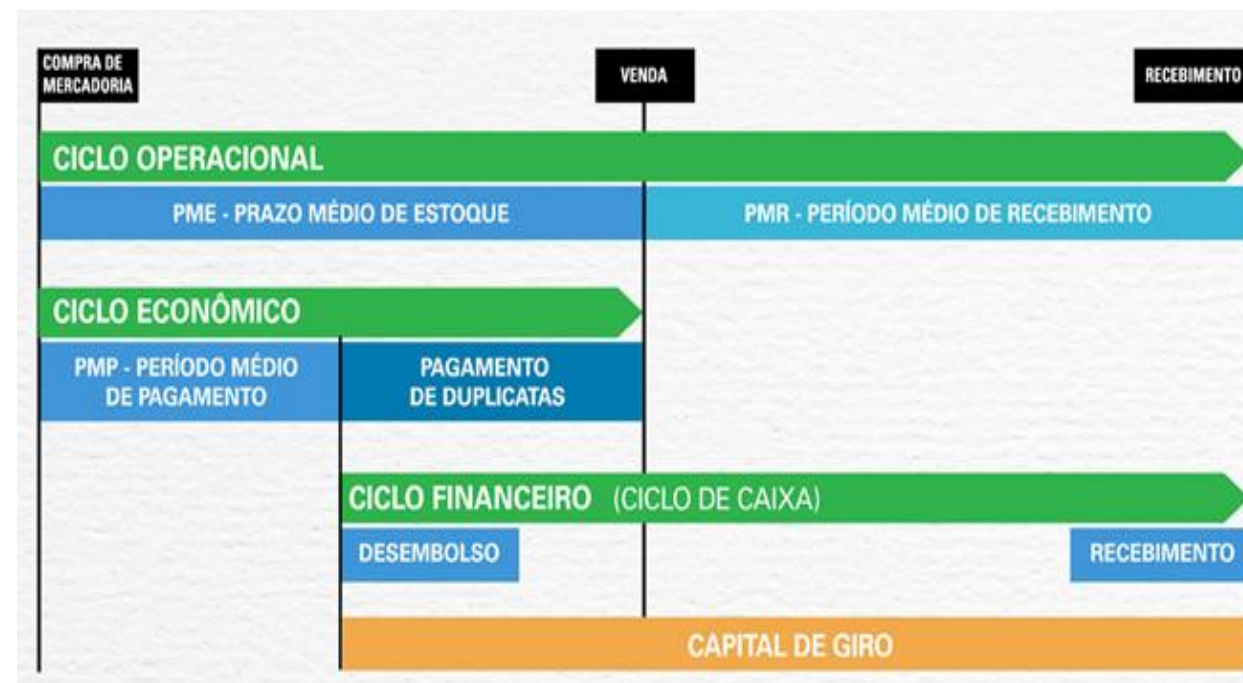 COMPRA DE
MERCADORIA
VENDA
RECEBIMENTO
CICLO OPERACIONAL
PME - PRAZO MÉDIO DE ESTOQUE
PMR - PERÍODO MÉDIO DE RECEBIMENTO
CICLO ECONÔMICO
PMP - PERÍODO MÉDIO
DE PAGAMENTO
PAGAMENTO
DE DUPLICATAS
CICLO FINANCEIRO (CICLO DE CAIXA)
DESEMBOLSO
RECEBIMENTO
CAPITAL DE GIRO